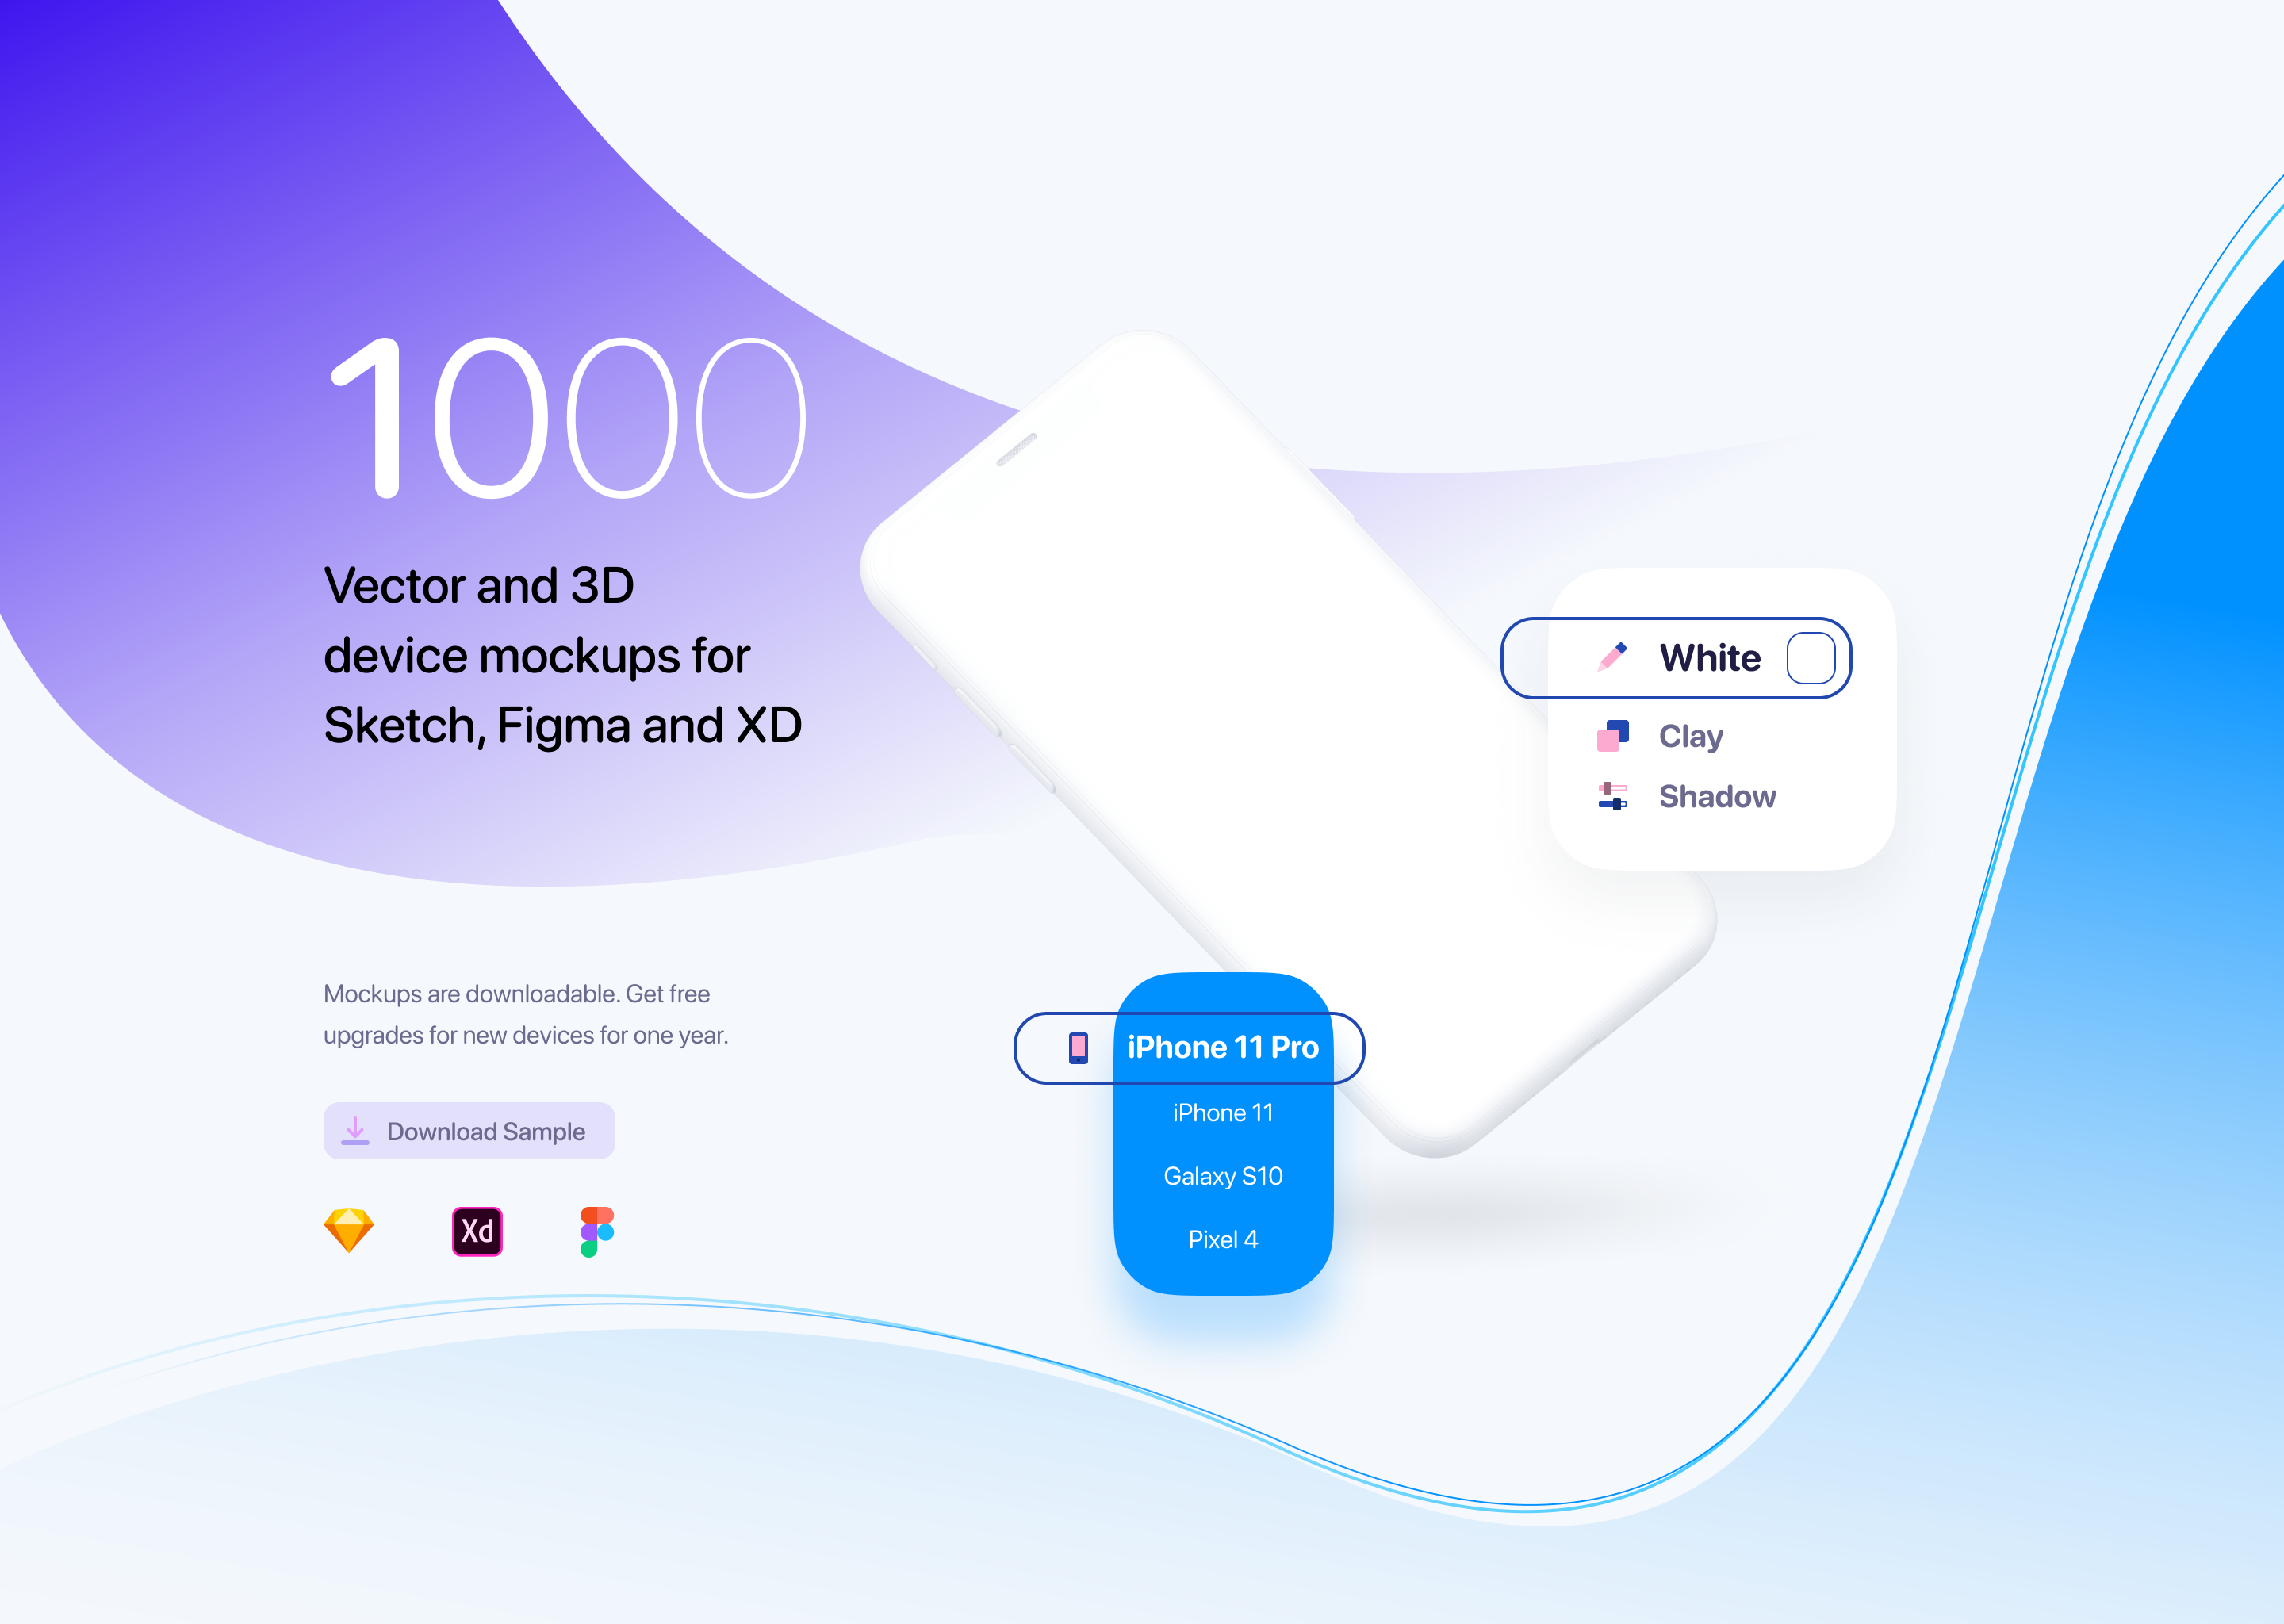 1000
Vector and 3D
device mockups for
Sketch, Figma and XD
Mockups are downloadable. Get free
upgrades for new devices for one year.
Download Sample
Xd
White
Clay
Shadow
iPhone 11 Pro
iPhone 11
Galaxy S10
Pixel 4